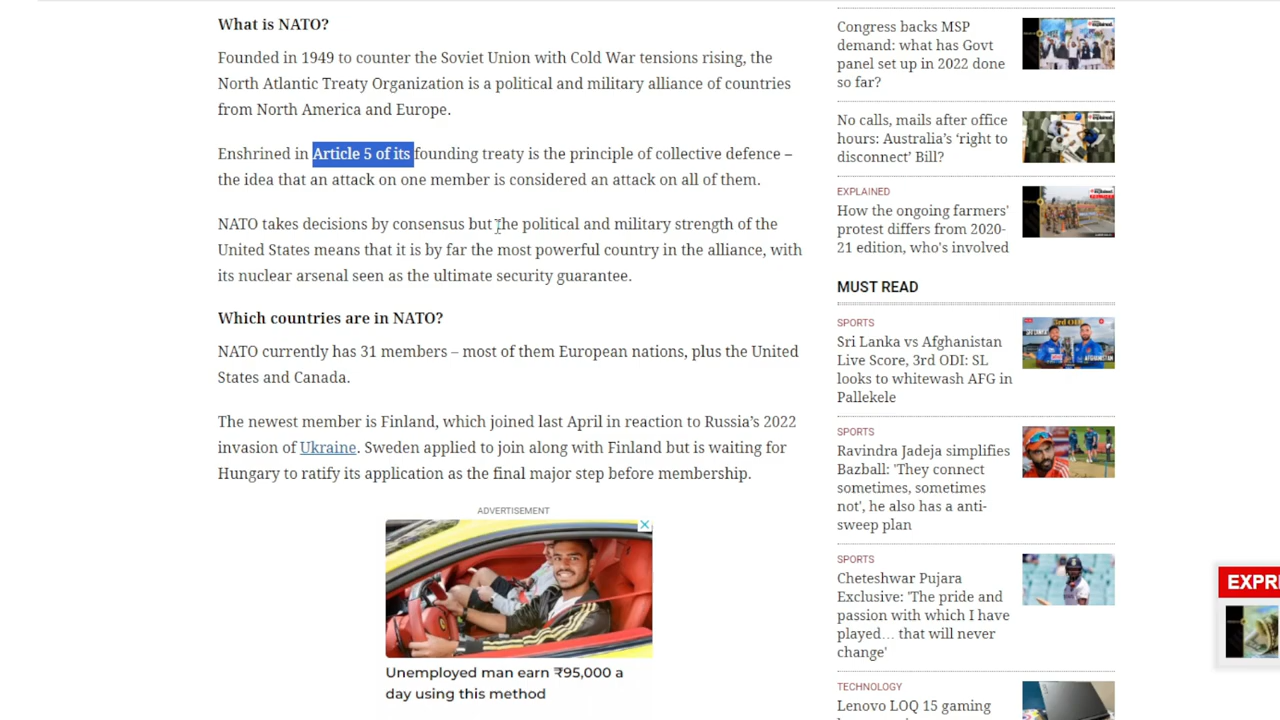 What is NATO?
Founded in 1949 to counter the Soviet Union with Cold War tensions rising, the
North Atlantic Treaty Organization is a political and military alliance of countries
from North America and Europe.
Enshrined in Article 5 of its founding treaty is the principle of collective defence –
the idea that an attack on one member is considered an attack on all of them.
NATO takes decisions by consensus but the political and military strength of the
United States means that it is by far the most powerful country in the alliance, with
its nuclear arsenal seen as the ultimate security guarantee.
Which countries are in NATO?
NATO currently has 31 members – most of them European nations, plus the United
States and Canada.
The newest member is Finland, which joined last April in reaction to Russia's 2022
invasion of Ukraine. Sweden applied to join along with Finland but is waiting for
Hungary to ratify its application as the final major step before membership.
ADVERTISEMENT
Unemployed man earn ₹95,000 a
day using this method
Congress backs MSP
demand: what has Govt
panel set up in 2022 done
so far?
No calls, mails after office
hours: Australia's ‘right to
disconnect’ Bill?
EXPLAINED
How the ongoing farmers'
protest differs from 2020-
21 edition, who's involved
MUST READ
SPORTS
Sri Lanka vs Afghanistan
Live Score, 3rd ODI: SL
looks to whitewash AFG in
Pallekele
3rd ODI
AFGHANISTAN
SPORTS
Ravindra Jadeja simplifies
Bazball: 'They connect
sometimes, sometimes
not', he also has a anti-
sweep plan
SPORTS
Cheteshwar Pujara
Exclusive: 'The pride and
passion with which I have
played… that will never
change'
TECHNOLOGY
Lenovo LOQ 15 gaming
EXPR